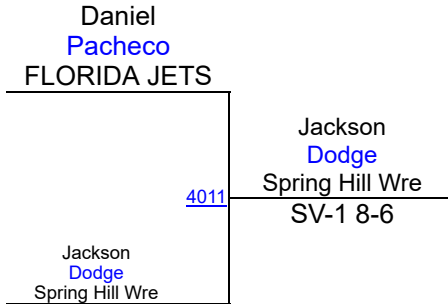 Daniel
Pacheco
FLORIDA JETS
Jackson
Dodge
Spring Hill Wre
4011
SV-1 8-6
Jackson
Dodge
Spring Hill Wre